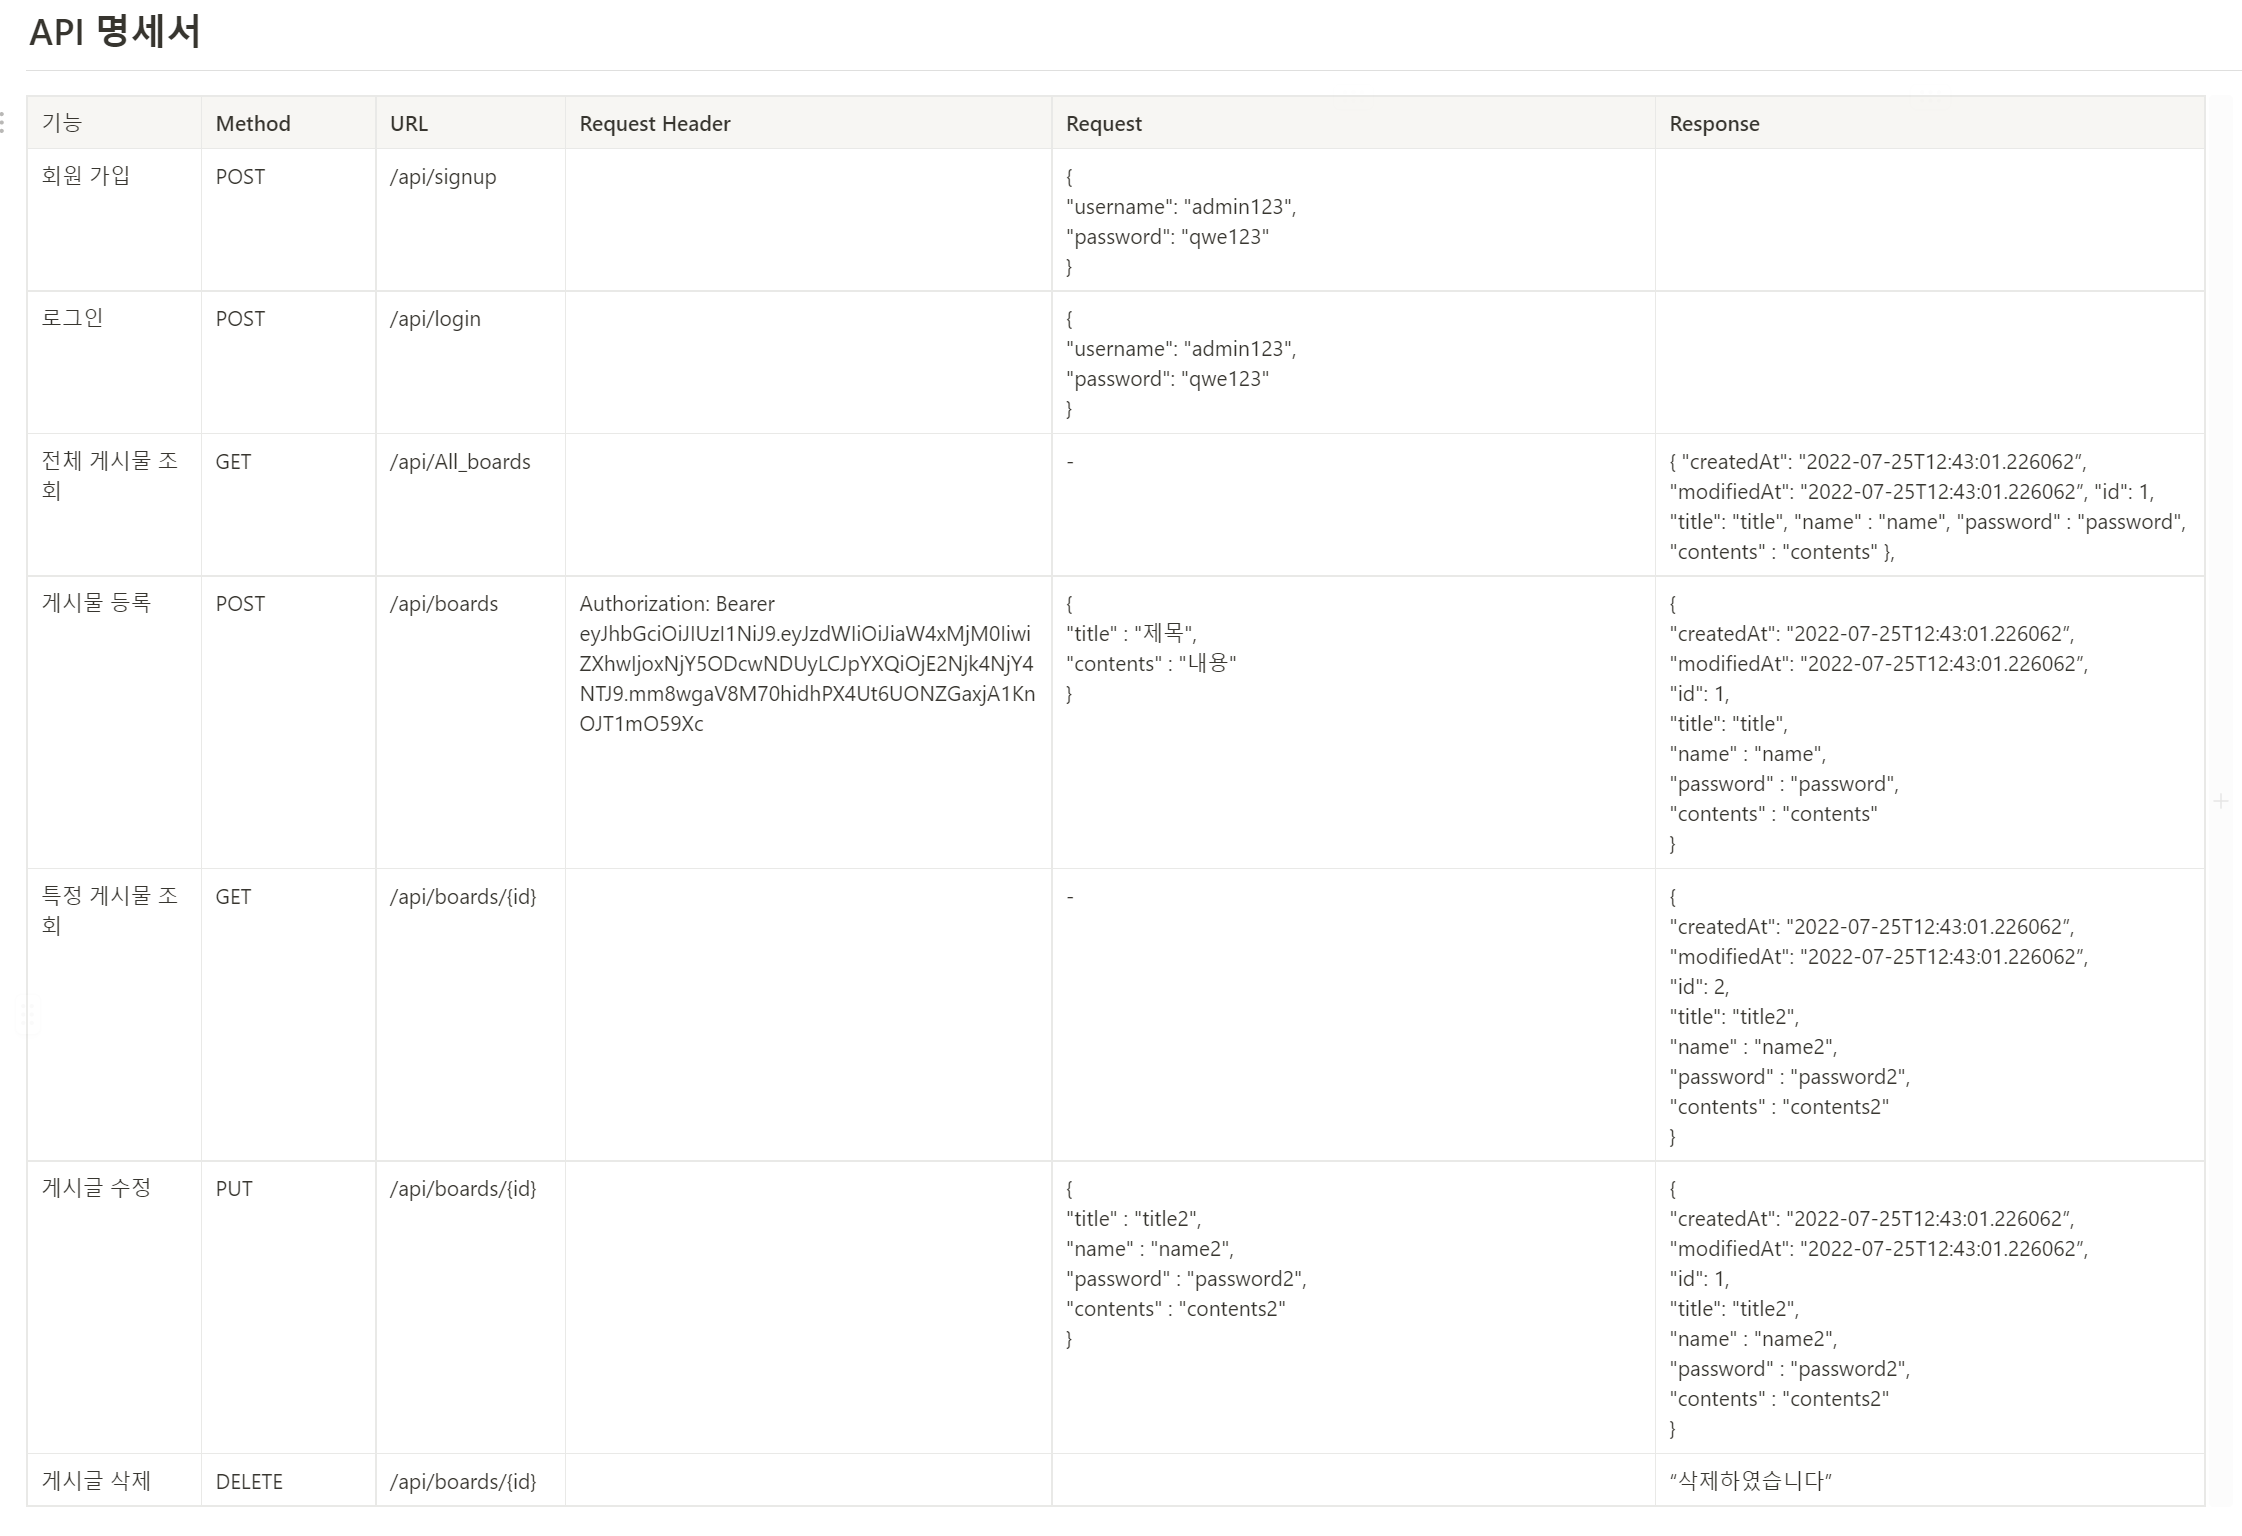 API 명세서
기능 Method URL Request Header Request Response
회원 가입 POST /api/signup {
"username": "admin123",
"password": "qwe123"
}
로그인 POST /api/login {
"username": "admin123",
"password": "qwe123"
}
전체 게시물 조
회
GET /api/All_boards - { "createdAt": "2022-07-25T12:43:01.226062”,
"modifiedAt": "2022-07-25T12:43:01.226062”, "id": 1,
"title": "title", "name" : "name", "password" : "password",
"contents" : "contents" },
게시물 등록 POST /api/boards
Authorization: Bearer
eyJhbGciOiJIUzI1NiJ9.eyJzdWIiOiJiaW4xMjM0Iiwi
ZXhwIjoxNjY5ODcwNDUyLCJpYXQiOjE2Njk4NjY4
NTJ9.mm8wgaV8M70hidhPX4Ut6UONZGaxjA1Kn
OJT1mO59Xc
{
"title" : "제목",
"contents" : "내용"
}
{
"createdAt": "2022-07-25T12:43:01.226062”,
"modifiedAt": "2022-07-25T12:43:01.226062”,
"id": 1,
"title": "title",
"name" : "name",
"password" : "password",
"contents" : "contents"
}
특정 게시물 조
회
GET /api/boards/{id} -
{
"createdAt": "2022-07-25T12:43:01.226062”,
"modifiedAt": "2022-07-25T12:43:01.226062”,
"id": 2,
"title": "title2",
"name" : "name2",
"password" : "password2",
"contents" : "contents2"
}
게시글 수정 PUT /api/boards/{id}
{
"title" : "title2",
"name" : "name2",
"password" : "password2",
"contents" : "contents2"
}
{
"createdAt": "2022-07-25T12:43:01.226062”,
"modifiedAt": "2022-07-25T12:43:01.226062”,
"id": 1,
"title": "title2",
"name" : "name2",
"password" : "password2",
"contents" : "contents2"
}
게시글 삭제 DELETE /api/boards/{id} “삭제하였습니다”